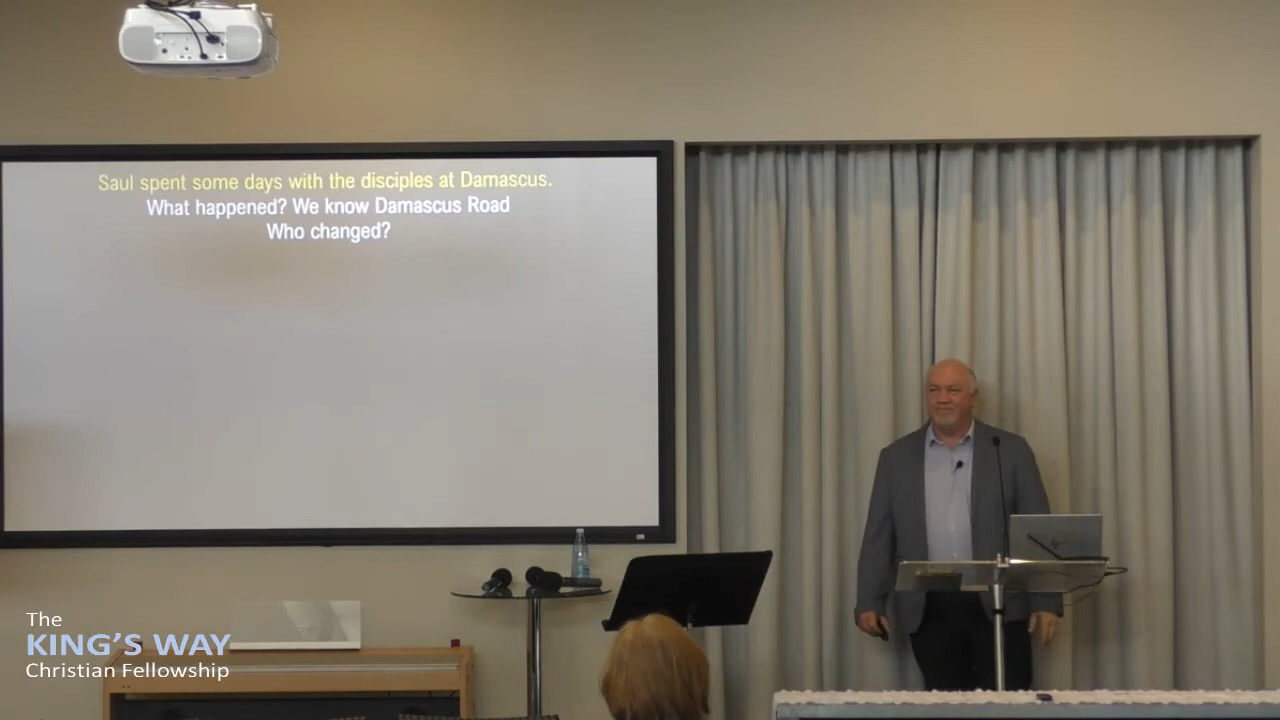 Saul spent some days with the disciples at Damascus.
What happened? We know Damascus Road
Who changed?
The
KING'S WAY
Christian Fellowship